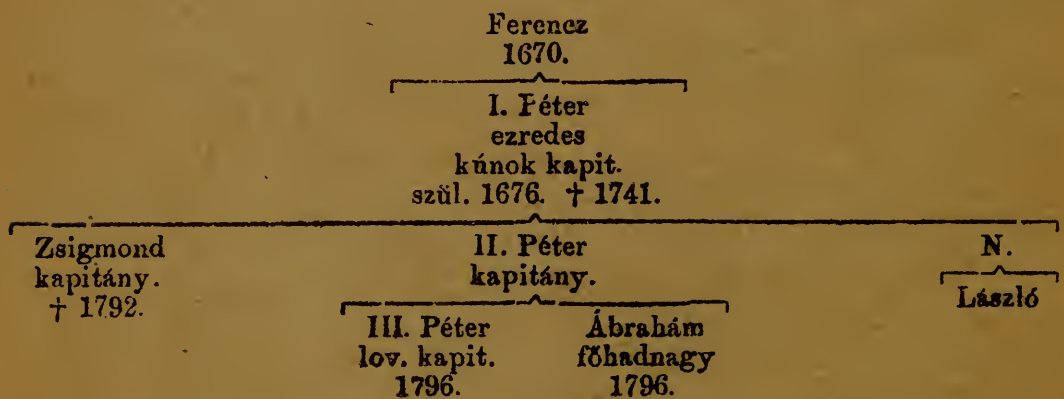 Ferencz
1670.
I. Péter
ezredes
kúnok kapit.
szül. 1676. † 1741.
Zsigmond
kapitány.
† 1792.
II. Péter
kapitány.
N.
László
III. Péter
lov. kapit.
1796.
Ábrahám
főhadnagy
1796.